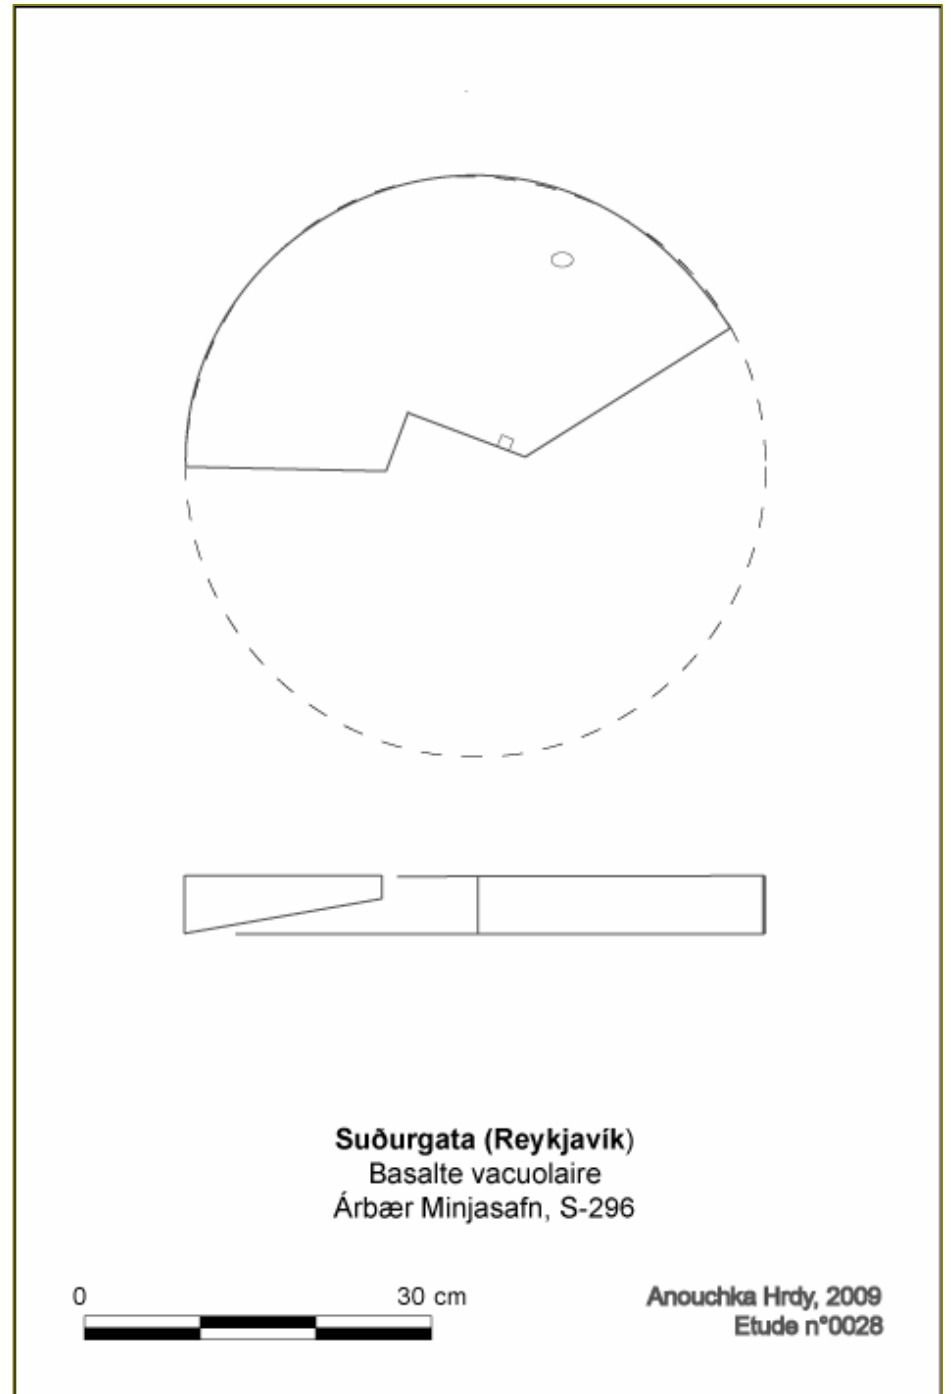 Suðurgata (Reykjavík)
Basalte vacuolaire
Árbær Minjasafn, S-296
0 30 cm
Anouchka Hrdy, 2009
Etude n°0028